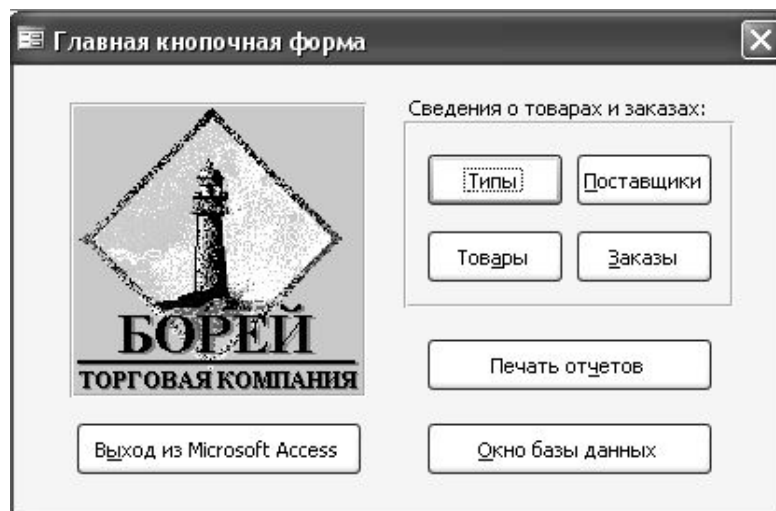 Главная кнопочная форма
Сведения о товарах и заказах:
Типы
Поставщики
Товары
Заказы
БОРЕЙ
ТОРГОВАЯ КОМПАНИЯ
Печать отчетов
Выход из Microsoft Access
Окно базы данных